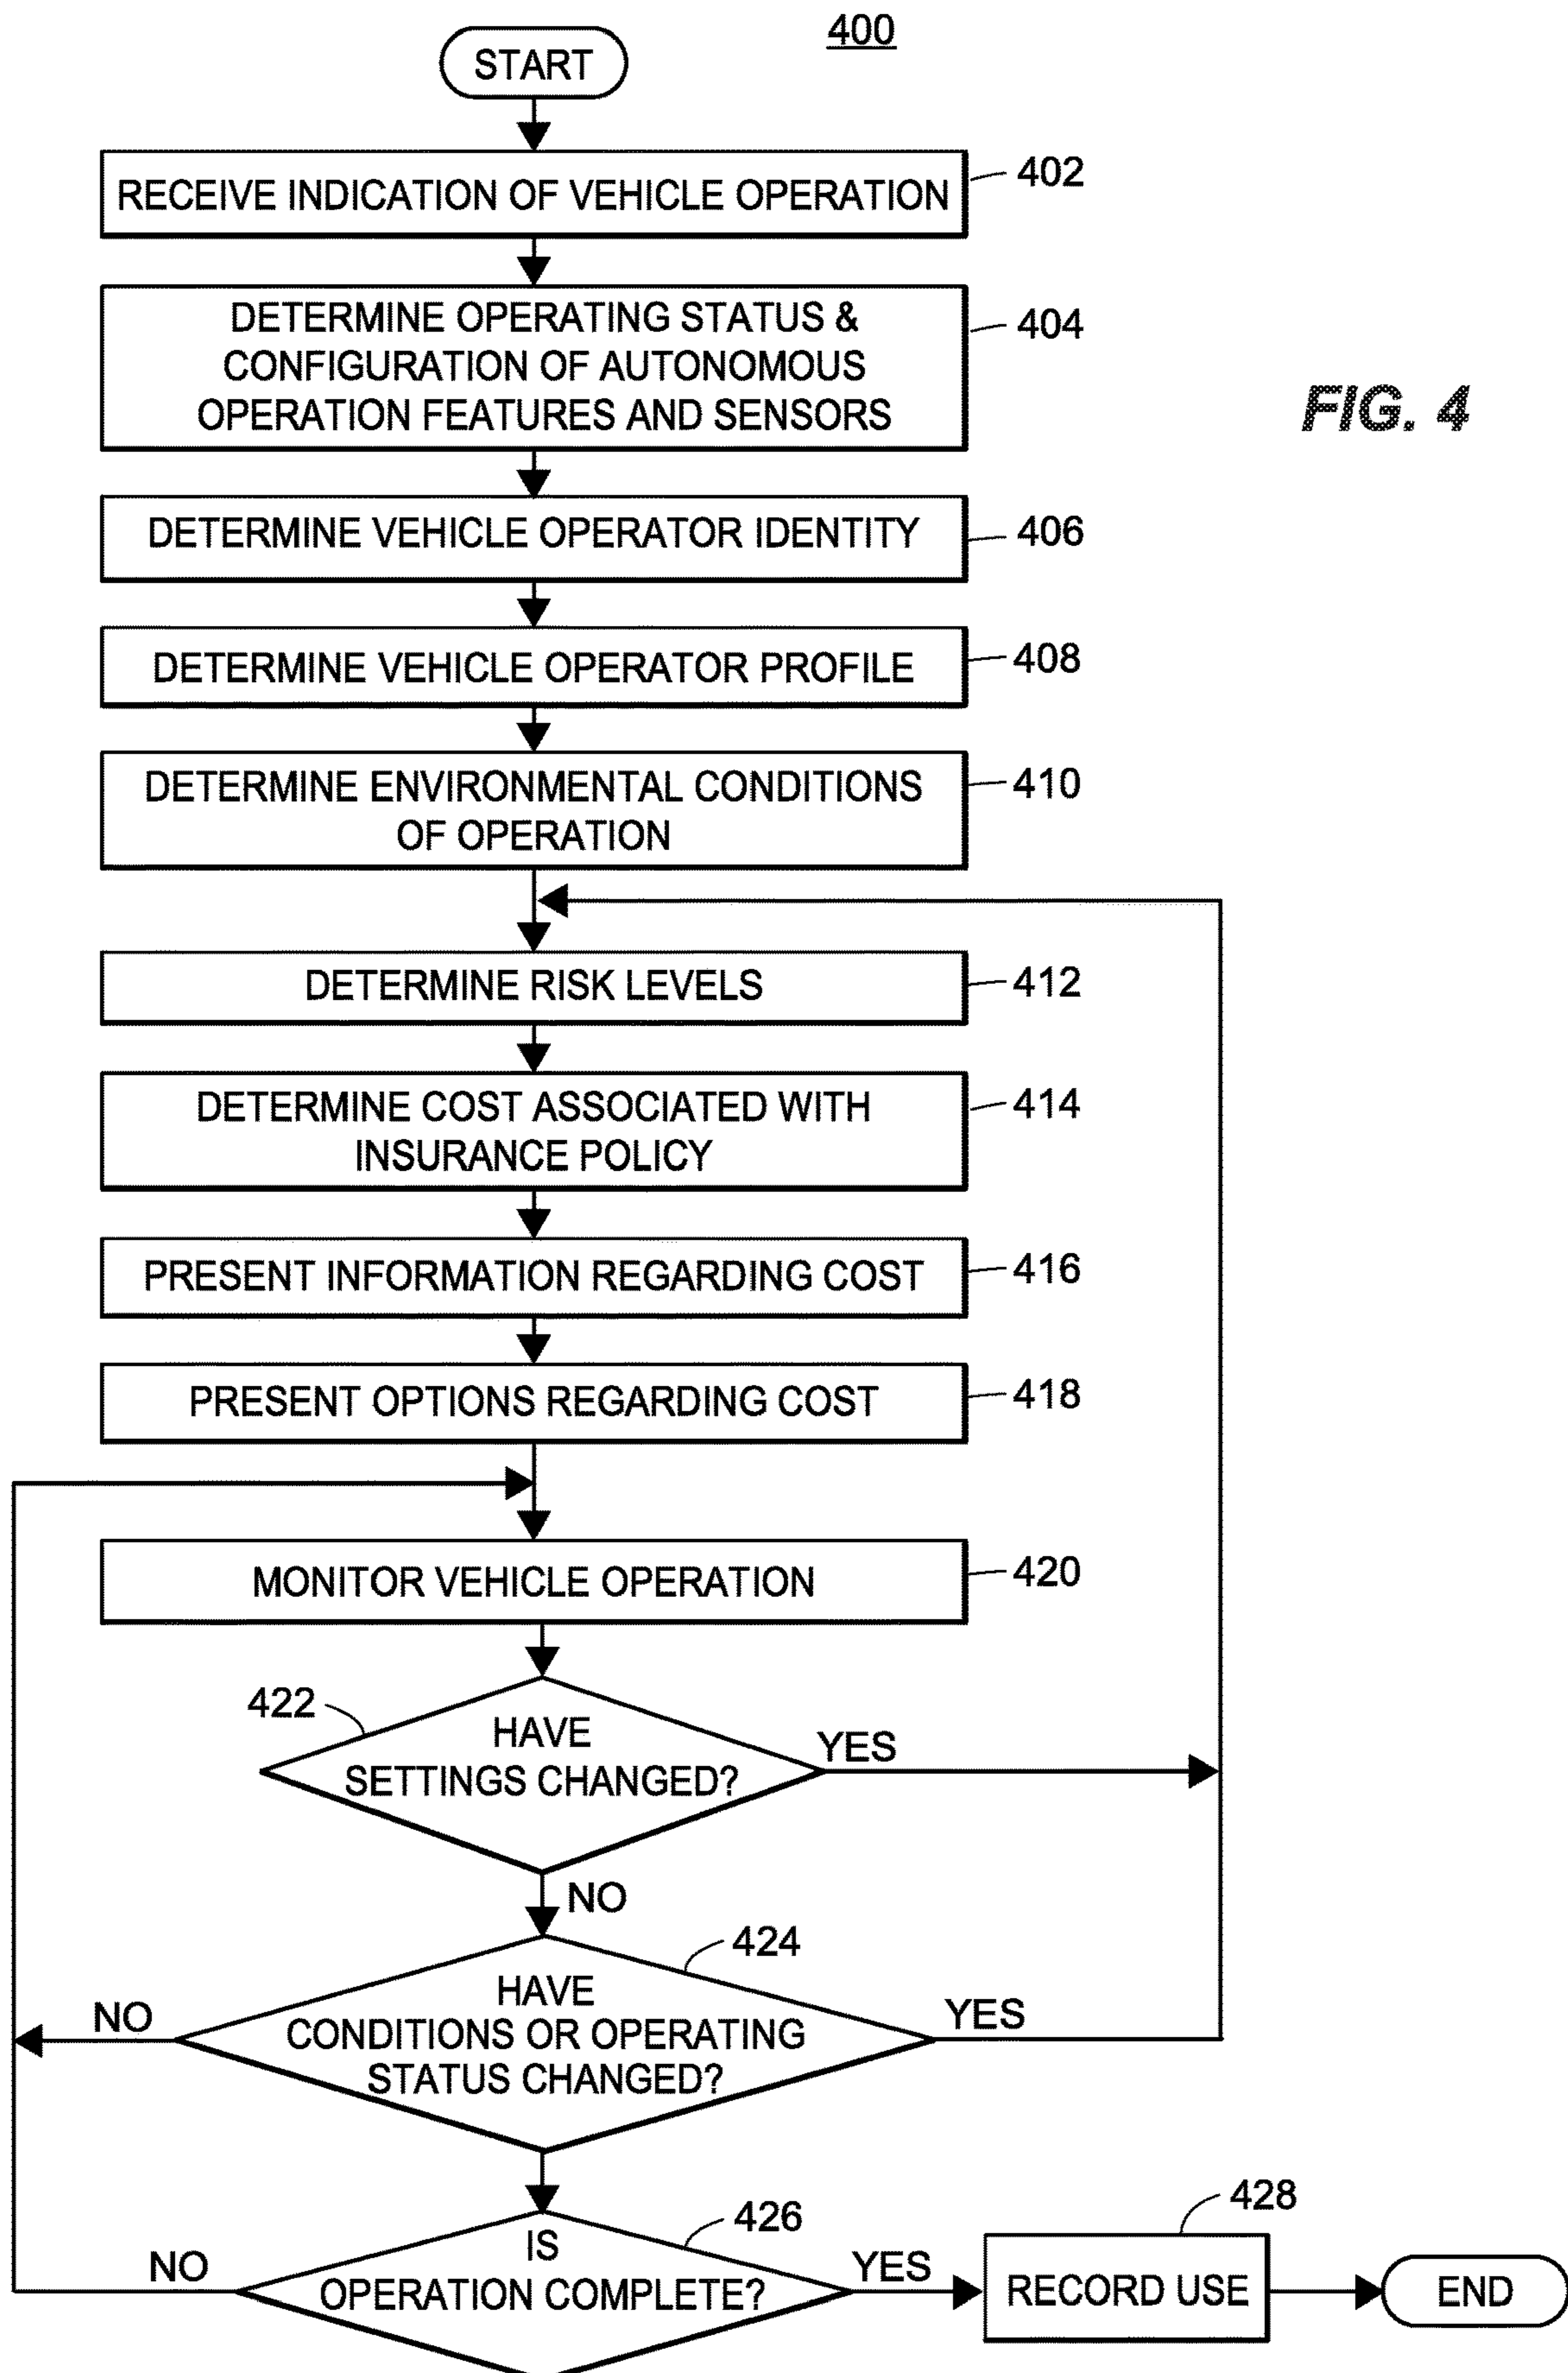 400
START
RECEIVE INDICATION OF VEHICLE OPERATION
402
DETERMINE OPERATING STATUS &
CONFIGURATION OF AUTONOMOUS
OPERATION FEATURES AND SENSORS
404
FIG. 4
DETERMINE VEHICLE OPERATOR IDENTITY
406
DETERMINE VEHICLE OPERATOR PROFILE
408
DETERMINE ENVIRONMENTAL CONDITIONS
OF OPERATION
410
DETERMINE RISK LEVELS
412
DETERMINE COST ASSOCIATED WITH
INSURANCE POLICY
414
PRESENT INFORMATION REGARDING COST
416
PRESENT OPTIONS REGARDING COST
418
MONITOR VEHICLE OPERATION
420
422
HAVE
SETTINGS CHANGED?
YES
NO
424
HAVE
CONDITIONS OR OPERATING
STATUS CHANGED?
NO
YES
426
IS
OPERATION COMPLETE?
NO
YES
428
RECORD USE
END